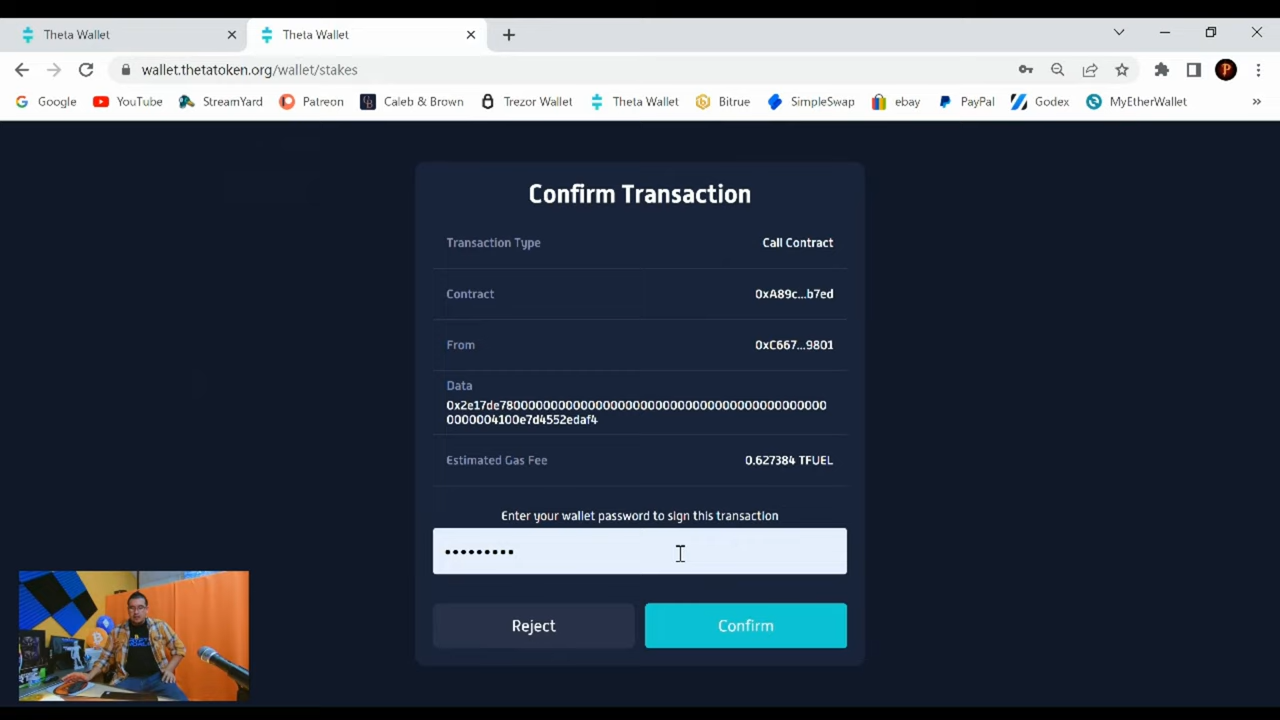 Theta Wallet
Theta Wallet
wallet.thetatoken.org/wallet/stakes
Google YouTube StreamYard Patreon Caleb & Brown Trezor Wallet Theta Wallet Bitrue SimpleSwap ebay PayPal Godex MyEtherWallet »
Confirm Transaction
Transaction Type Call Contract
Contract 0xA89c...b7ed
From 0xC667...9801
Data
Estimated Gas Fee 0.627384 TFUEL
Enter your wallet password to sign this transaction
•••••••••
Reject Confirm